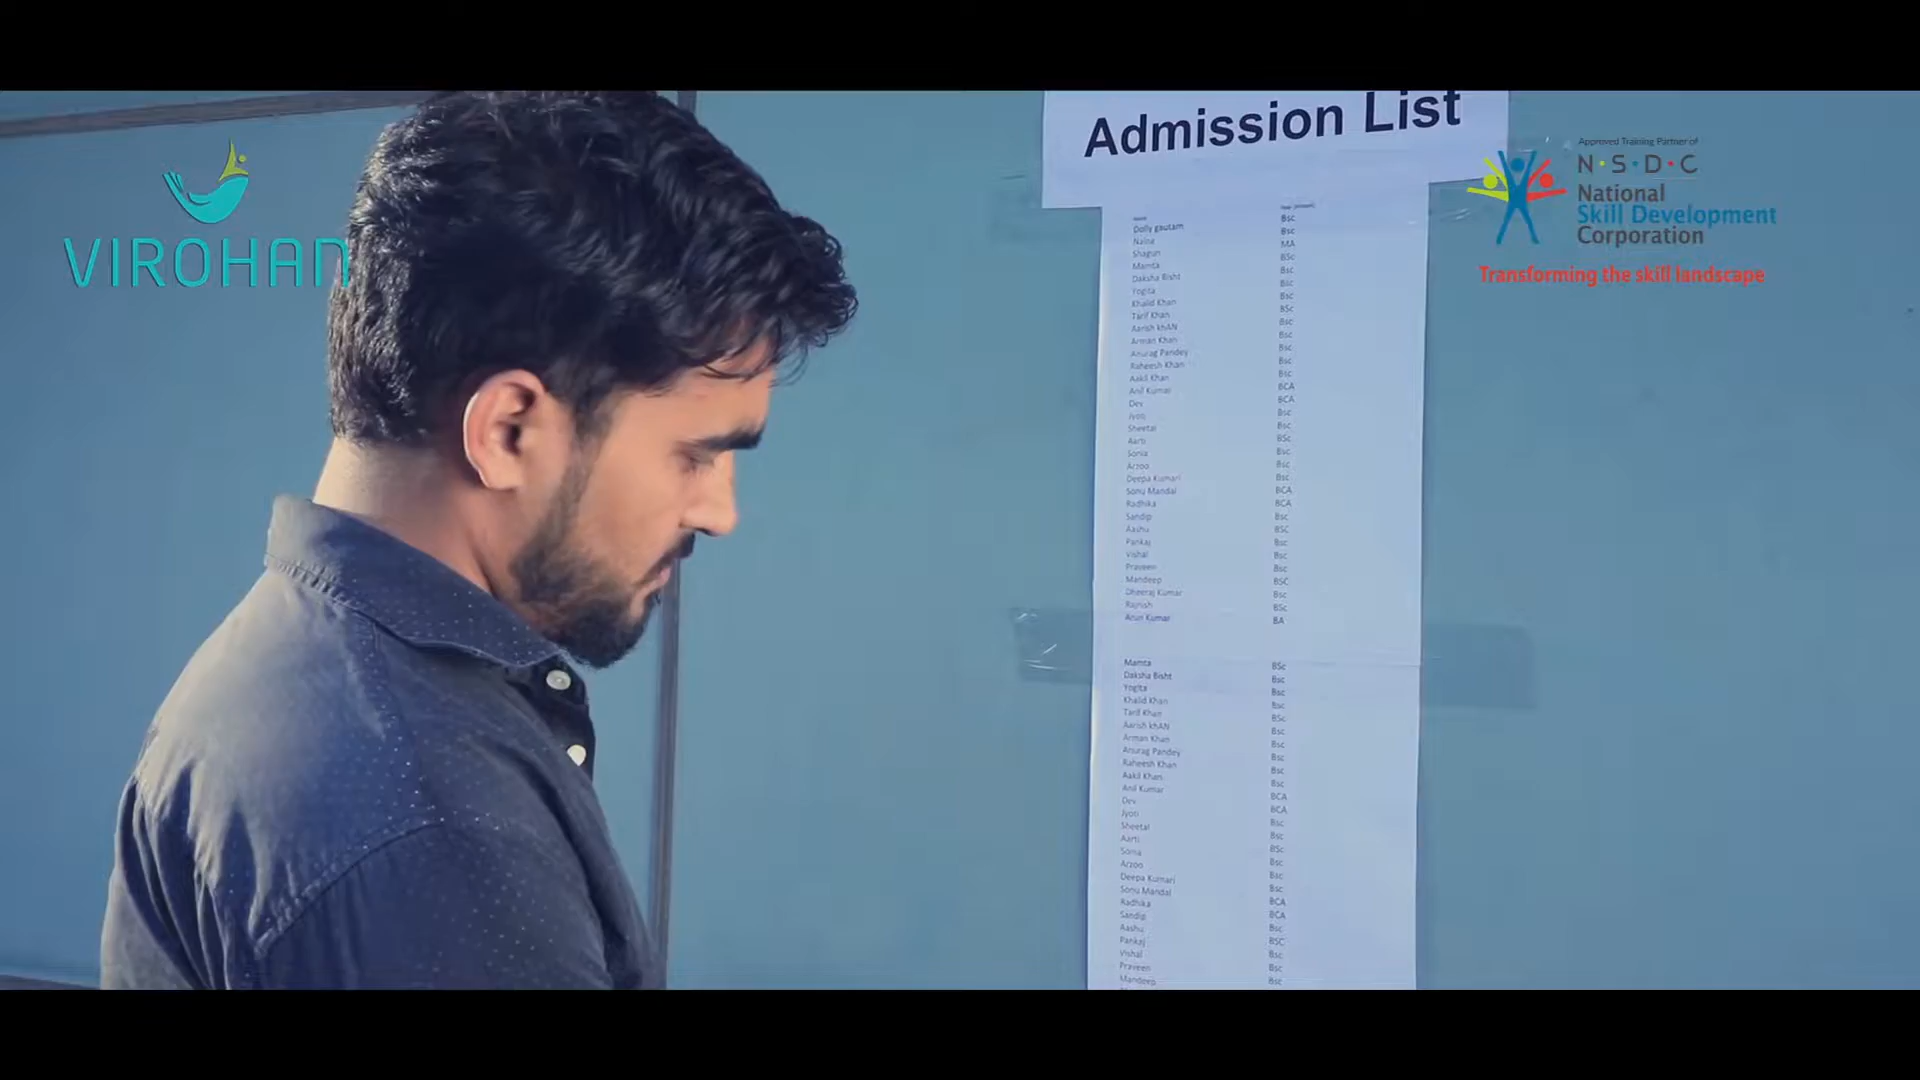 VIROHAN
Admission List
Approved Training Partner of
N·S·D·C
National
Skill Development
Corporation
Transforming the skill landscape
Bsc
Dolly gautam Bsc
Naina MA
Shagun BSc
Mamta Bsc
Daksha Bisht Bsc
Yogita Bsc
Khalid Khan BSc
Tarif Khan Bsc
Aarish khAN Bsc
Arman Khan Bsc
Anurag Pandey Bsc
Raheesh Khan BCA
Aakil Khan BCA
Anil Kumar Bsc
Dev Bsc
Jyoti BSc
Sheetal Bsc
Aarti Bsc
Sonia Bsc
Arzoo BCA
Deepa Kumari BCA
Sonu Mandal Bsc
Radhika BSC
Sandip Bsc
Aashu Bsc
Pankaj Bsc
Vishal BSC
Praveen Bsc
Mandeep BSc
Dheeraj Kumar BA
Rajnish
Arun Kumar
Mamta BSc
Daksha Bisht Bsc
Yogita Bsc
Khalid Khan Bsc
Tarif Khan BSc
Aarish khAN Bsc
Arman Khan Bsc
Anurag Pandey Bsc
Raheesh Khan Bsc
Aakil Khan Bsc
Anil Kumar BCA
Dev BCA
Jyoti Bsc
Sheetal Bsc
Aarti BSc
Sonia Bsc
Arzoo Bsc
Deepa Kumari Bsc
Sonu Mandal BCA
Radhika BCA
Sandip Bsc
Aashu BSC
Pankaj Bsc
Vishal Bsc
Praveen Bsc
Mandeep